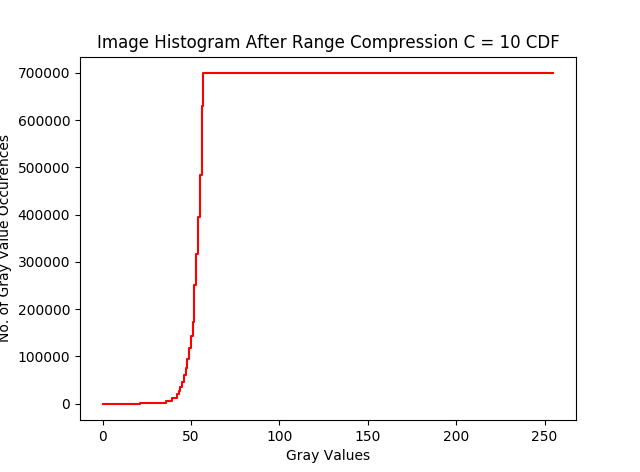 Image Histogram After Range Compression C = 10 CDF
No. of Gray Value Occurences
700000
600000
500000
400000
300000
200000
100000
0
0 50 100 150 200 250
Gray Values